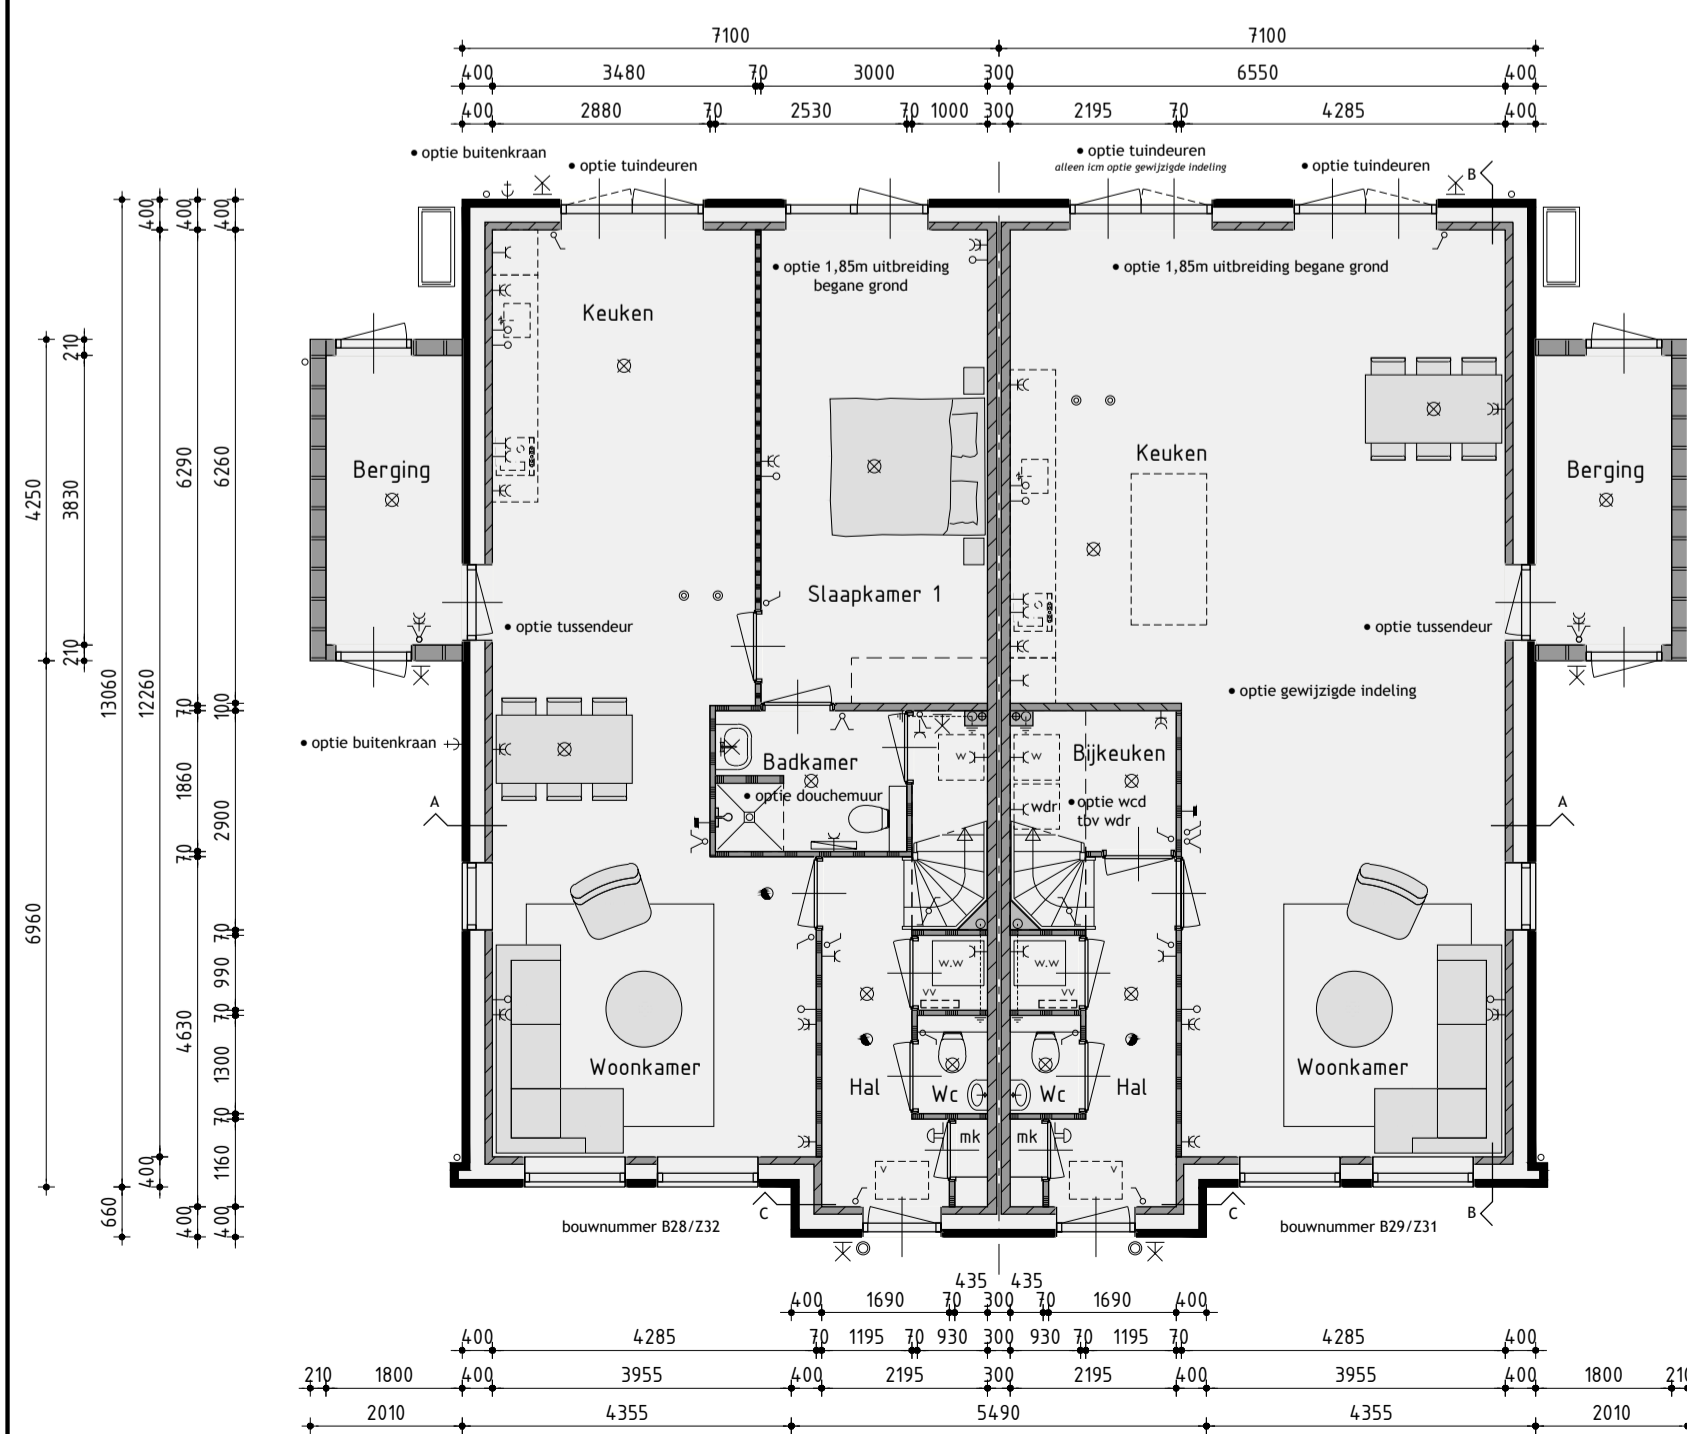 7100 7100
400 3480 70 3000 300 6550 400
400 2880 70 2530 70 1000 300 2195 70 4285 400
• optie buitenkraan
• optie tuindeuren
• optie tuindeuren
alleen icm optie gewijzigde indeling
• optie tuindeuren
B
400 400 400
• optie 1,85m uitbreiding
begane grond
• optie 1,85m uitbreiding begane grond
Keuken
Keuken
Berging
Berging
4250 210 3830 210
6290 6260
Slaapkamer 1
• optie tussendeur
• optie tussendeur
• optie gewijzigde indeling
13060 12260
70 100
• optie buitenkraan
Badkamer
w
w
Bijkeuken
• optie douchemuur
wdr
• optie wcd
tbv wdr
1860 2900
A
A
70
6960
70 990 70
4630
1300
70
1160
w.w
w.w
vv
vv
Woonkamer
Hal
Wc
Wc
Hal
Woonkamer
mk
mk
v
v
660 400 400 400
C
C
B
bouwnummer B28/Z32
bouwnummer B29/Z31
435 435
400 1690 70 300 70 1690 400
400 4285 70 1195 70 930 300 930 70 1195 70 4285 400
210 1800 400 3955 400 2195 300 2195 400 3955 400 1800 210
2010 4355 5490 4355 2010